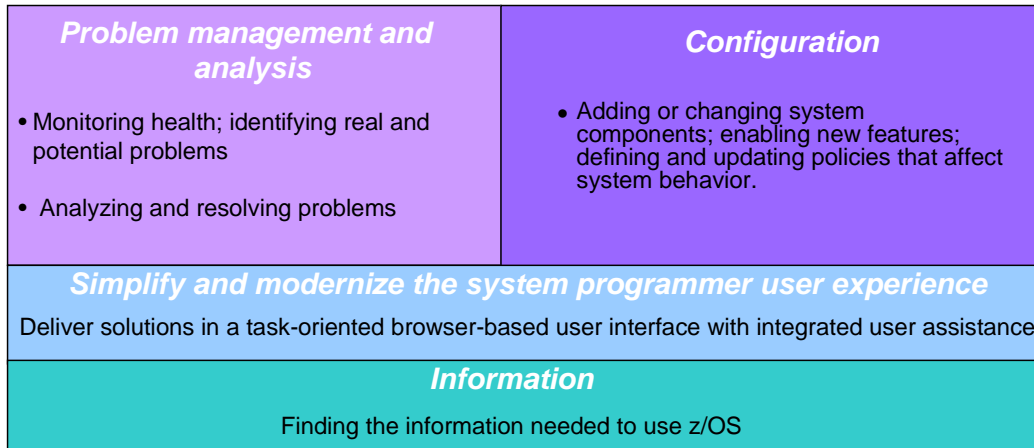 Problem management and
analysis
• Monitoring health; identifying real and
potential problems
• Analyzing and resolving problems
Configuration
• Adding or changing system
components; enabling new features;
defining and updating policies that affect
system behavior.
Simplify and modernize the system programmer user experience
Deliver solutions in a task-oriented browser-based user interface with integrated user assistance
Information
Finding the information needed to use z/OS